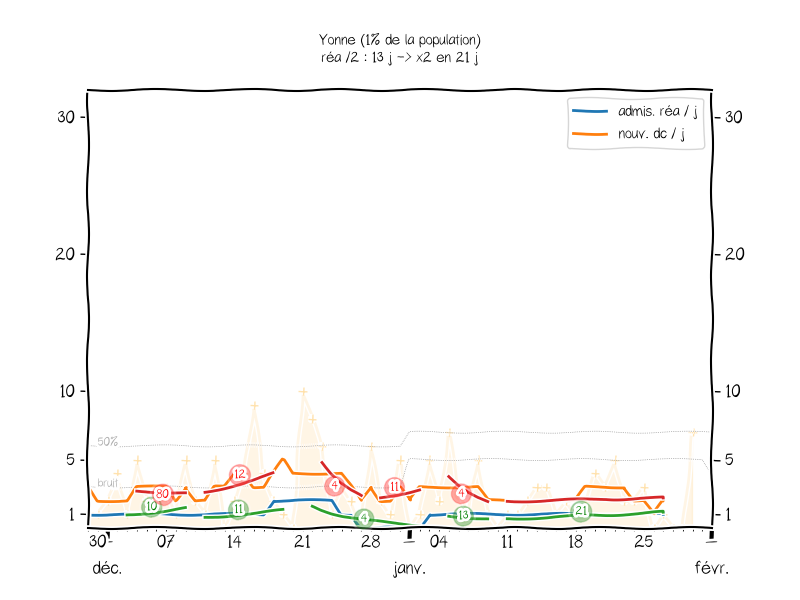 Yonne (1% de la population)
réa /2 : 13 j -> x2 en 21 j
admis. réa / j
nouv. dc / j
30 30
20 20
10 10
50%
5 5
bruit
1 1
12
4
11
4
80
10
11
4
13
21
30 07 14 21 28 04 11 18 25
déc. janv. févr.